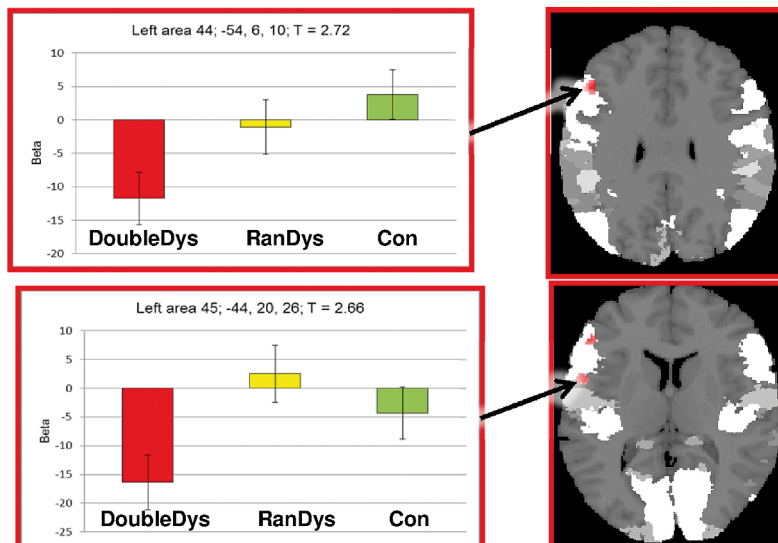 Left area 44; -54, 6, 10; T = 2.72
10
5
0
-5
-10
-15
-20
Beta
DoubleDys RanDys Con
Left area 45; -44, 20, 26; T = 2.66
10
5
0
-5
-10
-15
-20
-25
Beta
DoubleDys RanDys Con